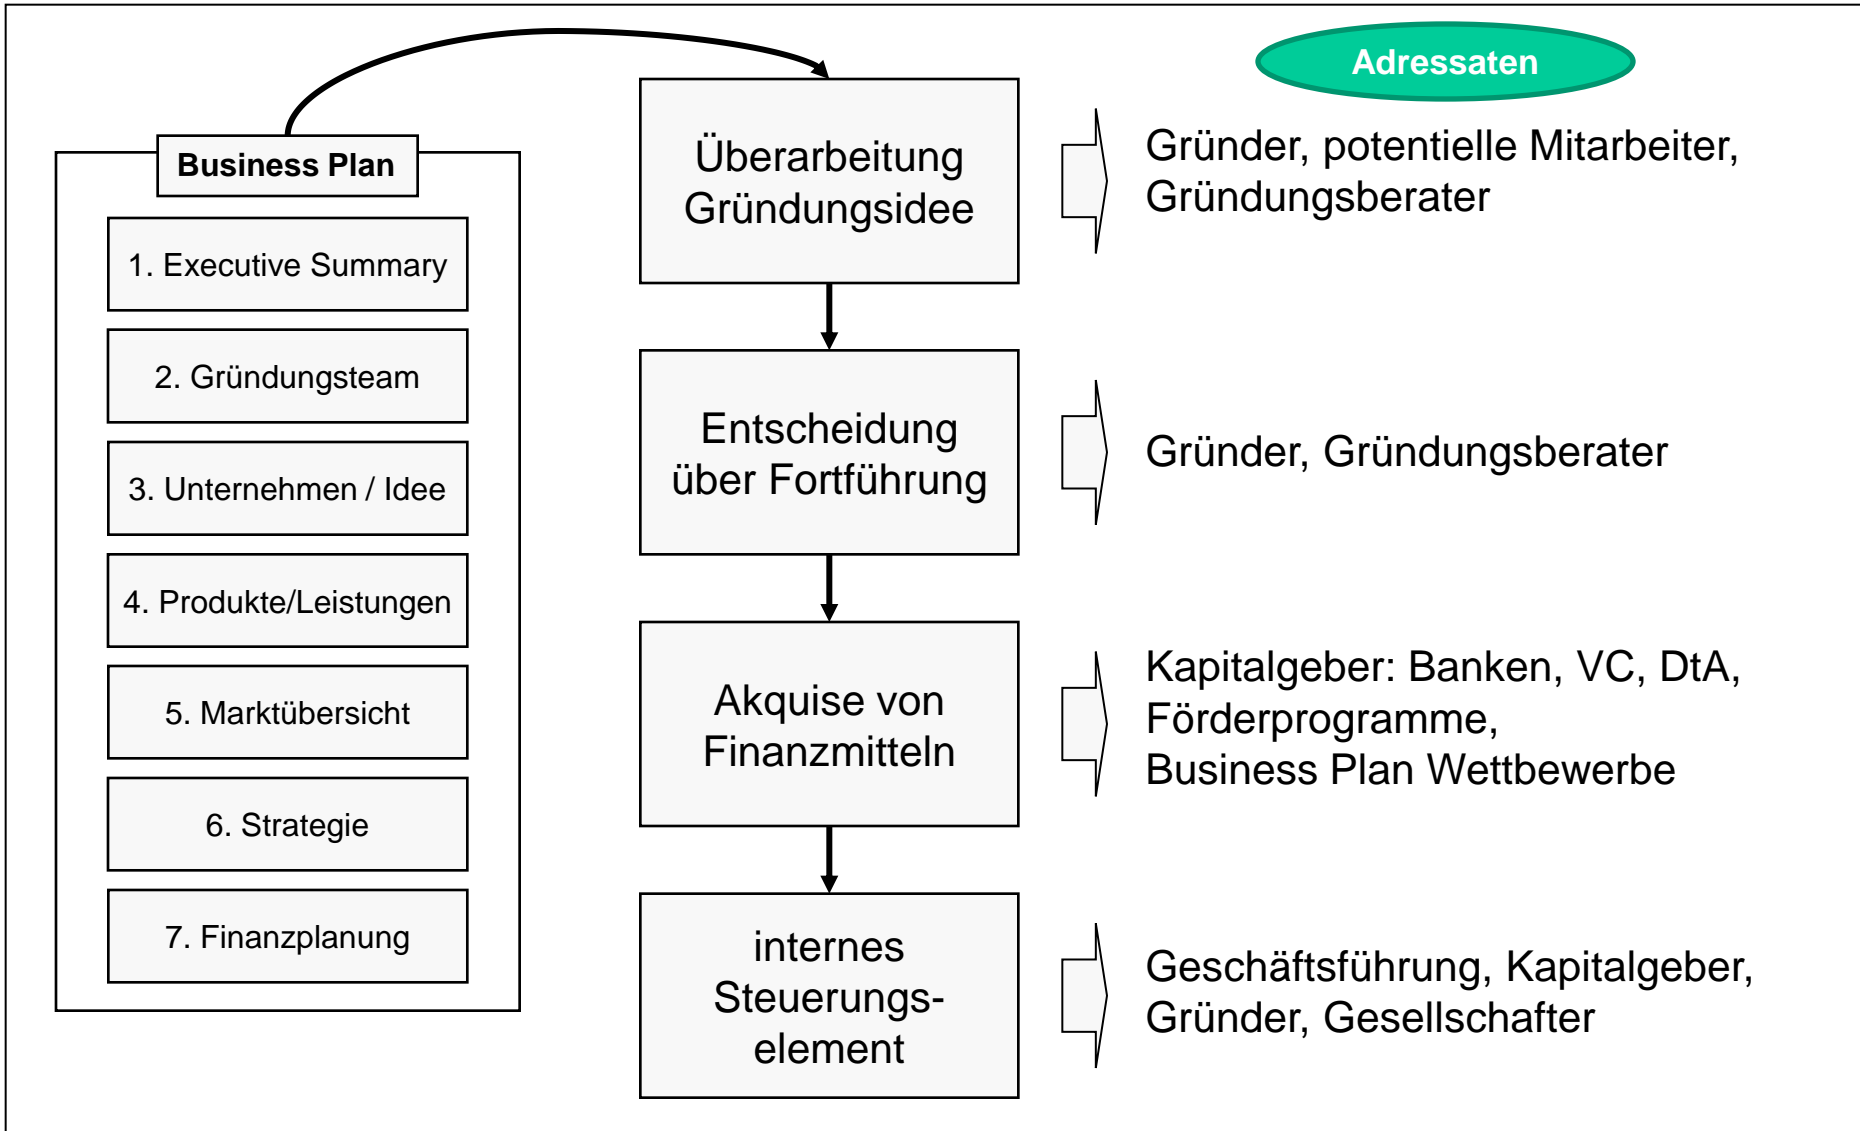 Business Plan
1. Executive Summary
2. Gründungsteam
3. Unternehmen / Idee
4. Produkte/Leistungen
5. Marktübersicht
6. Strategie
7. Finanzplanung
Überarbeitung
Gründungsidee
Entscheidung
über Fortführung
Akquise von
Finanzmitteln
internes
Steuerungs-
element
Adressaten
Gründer, potentielle Mitarbeiter,
Gründungsberater
Gründer, Gründungsberater
Kapitalgeber: Banken, VC, DtA,
Förderprogramme,
Business Plan Wettbewerbe
Geschäftsführung, Kapitalgeber,
Gründer, Gesellschafter